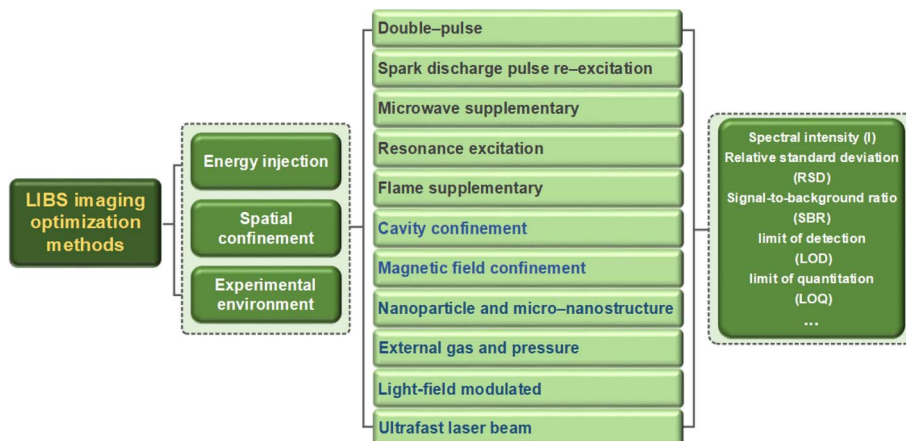 LIBS imaging
optimization
methods
Energy injection
Spatial
confinement
Experimental
environment
Double–pulse
Spark discharge pulse re–excitation
Microwave supplementary
Resonance excitation
Flame supplementary
Cavity confinement
Magnetic field confinement
Nanoparticle and micro–nanostructure
External gas and pressure
Light-field modulated
Ultrafast laser beam
Spectral intensity (I)
Relative standard deviation
(RSD)
Signal-to-background ratio
(SBR)
limit of detection
(LOD)
limit of quantitation
(LOQ)
...